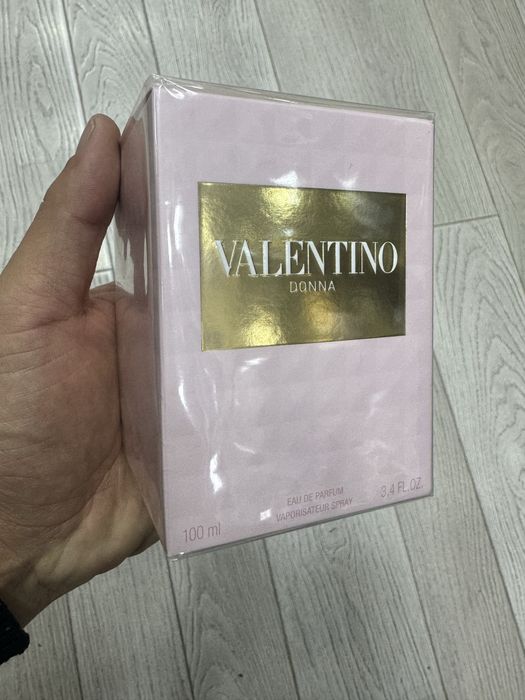 VALENTINO
DONNA
EAU DE PARFUM
VAPORISATEUR SPRAY
100 ml
3,4 FL.OZ.